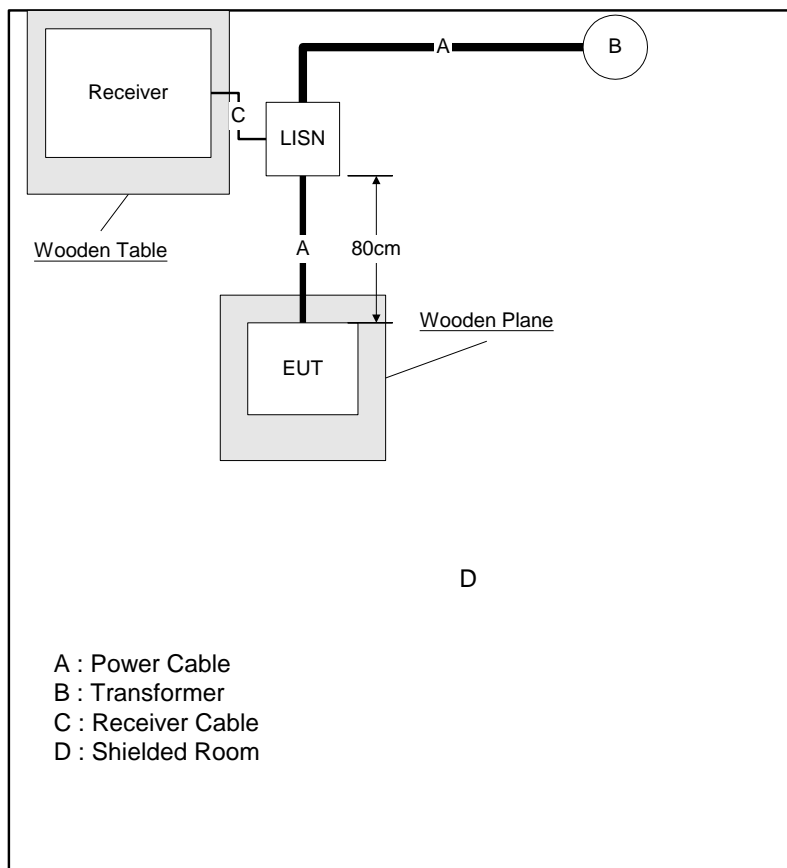 A
B
Receiver
C
LISN
Wooden Table
A
80cm
Wooden Plane
EUT
D
A : Power Cable
B : Transformer
C : Receiver Cable
D : Shielded Room